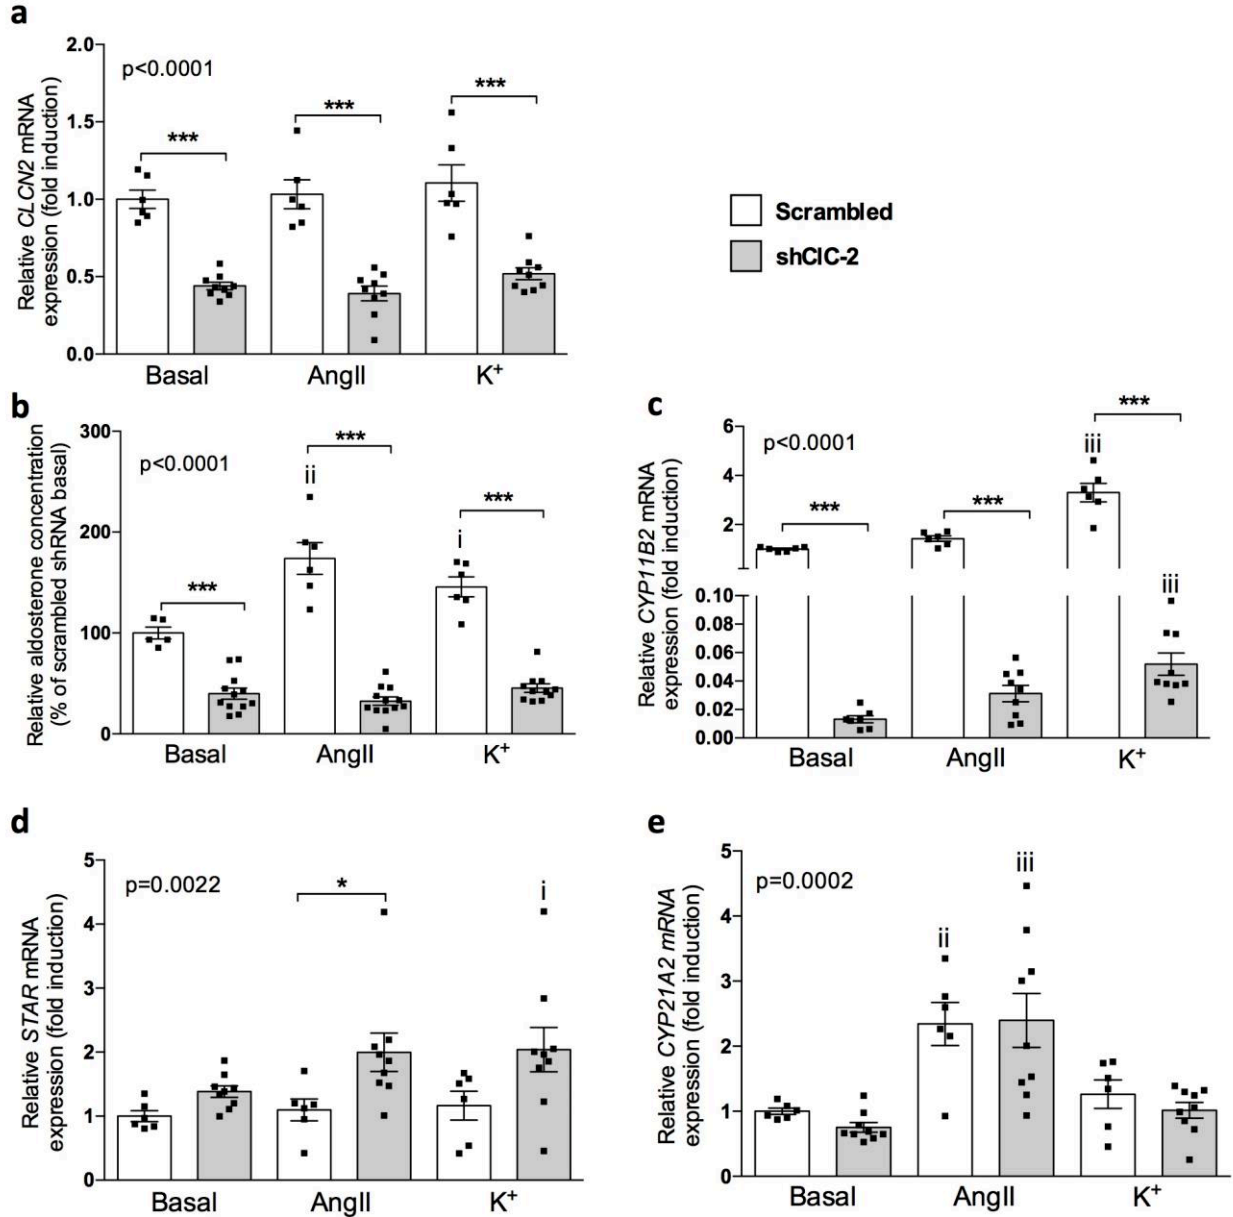 a
Relative CLCN2 mRNA
expression (fold induction)
2.0
1.5
1.0
0.5
0.0
p<0.0001
***
***
***
Basal
AngII
K+
Scrambled
shClC-2
b
Relative aldosterone concentration
(% of scrambled shRNA basal)
300
200
100
0
p<0.0001
***
ii
***
i
***
Basal
AngII
K+
c
Relative CYP11B2 mRNA
expression (fold induction)
6
4
2
0.10
0.08
0.06
0.04
0.02
0.00
p<0.0001
***
***
iii
***
iii
Basal
AngII
K+
d
Relative STAR mRNA
expression (fold induction)
5
4
3
2
1
0
p=0.0022
*
i
Basal
AngII
K+
e
Relative CYP21A2 mRNA
expression (fold induction)
5
4
3
2
1
0
p=0.0002
ii
iii
Basal
AngII
K+